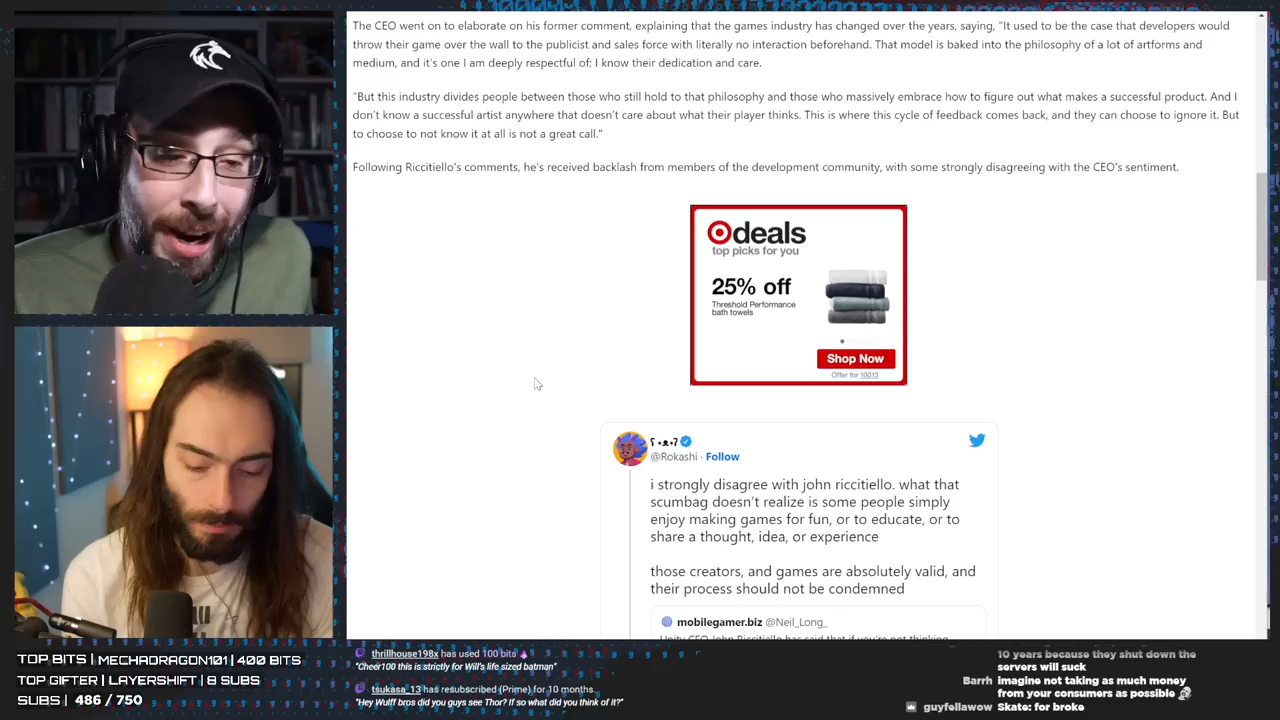 The CEO went on to elaborate on his former comment, explaining that the games industry has changed over the years, saying, "It used to be the case that developers would
throw their game over the wall to the publicist and sales force with literally no interaction beforehand. That model is baked into the philosophy of a lot of artforms and
medium, and it's one I am deeply respectful of; I know their dedication and care.
"But this industry divides people between those who still hold to that philosophy and those who massively embrace how to figure out what makes a successful product. And I
don't know a successful artist anywhere that doesn't care about what their player thinks. This is where this cycle of feedback comes back, and they can choose to ignore it. But
to choose to not know it at all is not a great call."
Following Riccitiello's comments, he's received backlash from members of the development community, with some strongly disagreeing with the CEO's sentiment.
deals
top picks for you
25% off
Threshold Performance
bath towels
Shop Now
Offer for 10013
ʕ •ᴥ•ʔ
@Rokashi · Follow
i strongly disagree with john riccitiello. what that
scumbag doesn't realize is some people simply
enjoy making games for fun, or to educate, or to
share a thought, idea, or experience
those creators, and games are absolutely valid, and
their process should not be condemned
mobilegamer.biz @Neil_Long_
Unity CEO John Riccitiello has said that if you're not thinking
TOP BITS | MECHADRAGON101 | 400 BITS
TOP GIFTER | LAYERSHIFT | 8 SUBS
SUBS | 486 / 750
thrillhouse198x has used 100 bits
"Cheer100 this is strictly for Will's life sized batman"
tsukasa_13 has resubscribed (Prime) for 10 months.
"Hey Wulff bros did you guys see Thor? If so what did you think of it?"
10 years because they shut down the
servers will suck
Barrh imagine not taking as much money
from your consumers as possible
guyfellawow Skate: for broke